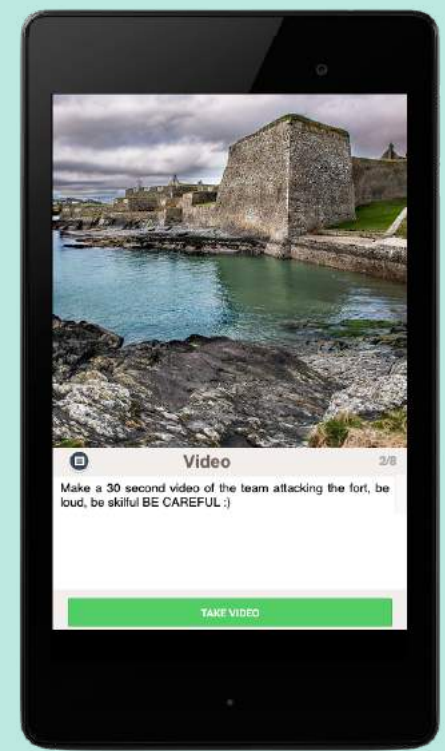 Video
2/8
Make a 30 second video of the team attacking the fort, be
loud, be skilful BE CAREFUL :)
TAKE VIDEO